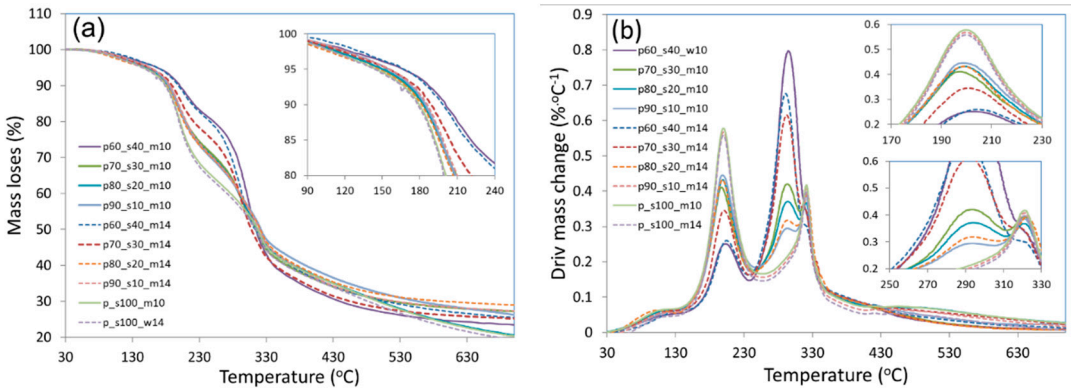 (a)
Mass losses (%)
110
100
90
80
70
60
50
40
30
20
30
130
230
330
430
530
630
Temperature (°C)
p60_s40_m10
p70_s30_m10
p80_s20_m10
p90_s10_m10
p60_s40_m14
p70_s30_m14
p80_s20_m14
p90_s10_m14
p_s100_m10
p_s100_w14
100
95
90
85
80
90
120
150
180
210
240
(b)
Driv mass change (%·°C⁻¹)
0.9
0.8
0.7
0.6
0.5
0.4
0.3
0.2
0.1
0
30
130
230
330
430
530
630
Temperature (°C)
p60_s40_w10
p70_s30_m10
p80_s20_m10
p90_s10_m10
p60_s40_m14
p70_s30_m14
p80_s20_m14
p90_s10_m14
p_s100_m10
p_s100_m14
0.6
0.5
0.4
0.3
0.2
170
190
210
230
0.6
0.5
0.4
0.3
0.2
250
270
290
310
330